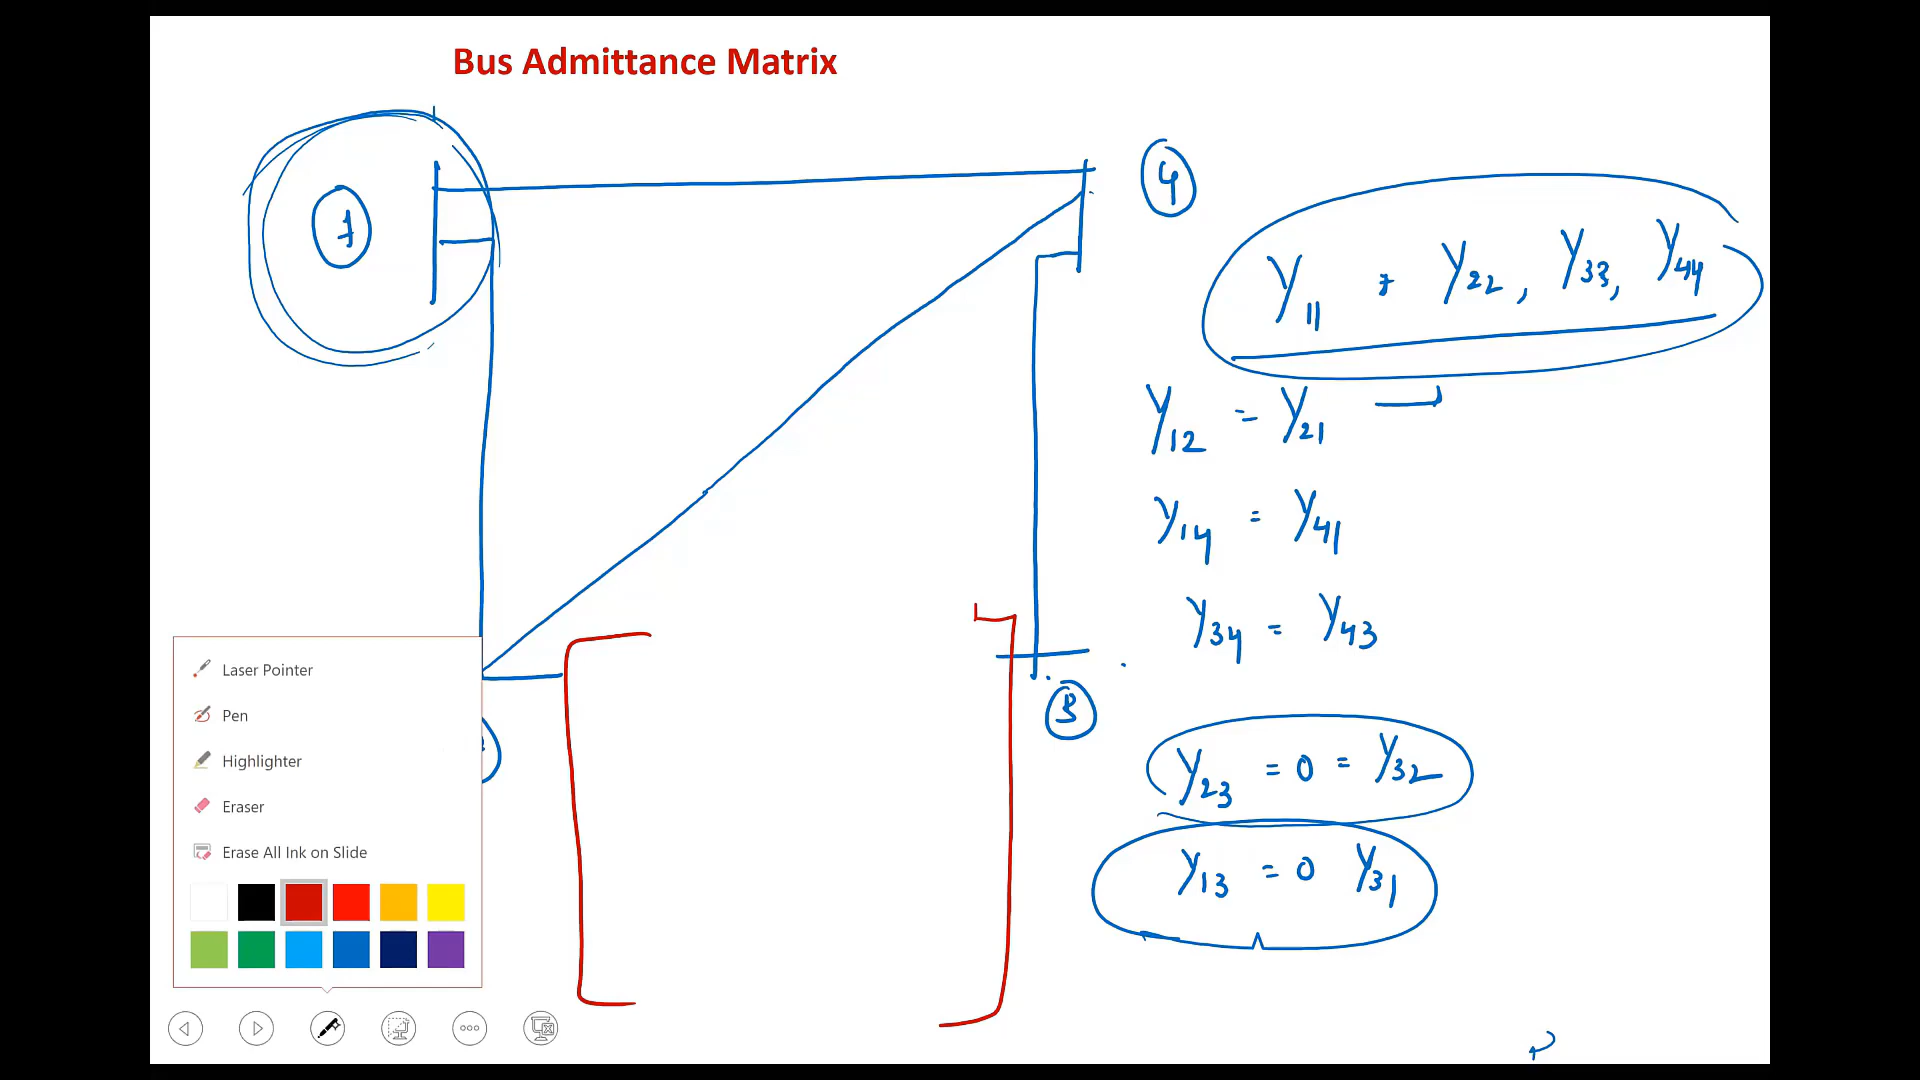 Bus Admittance Matrix
1
4
Y11 , Y22 , Y33 , Y44
Y12 = Y21
Y14 = Y41
Y34 = Y43
3
Y23 = 0 = Y32
Y13 = 0 Y31
Laser Pointer
Pen
Highlighter
Eraser
Erase All Ink on Slide